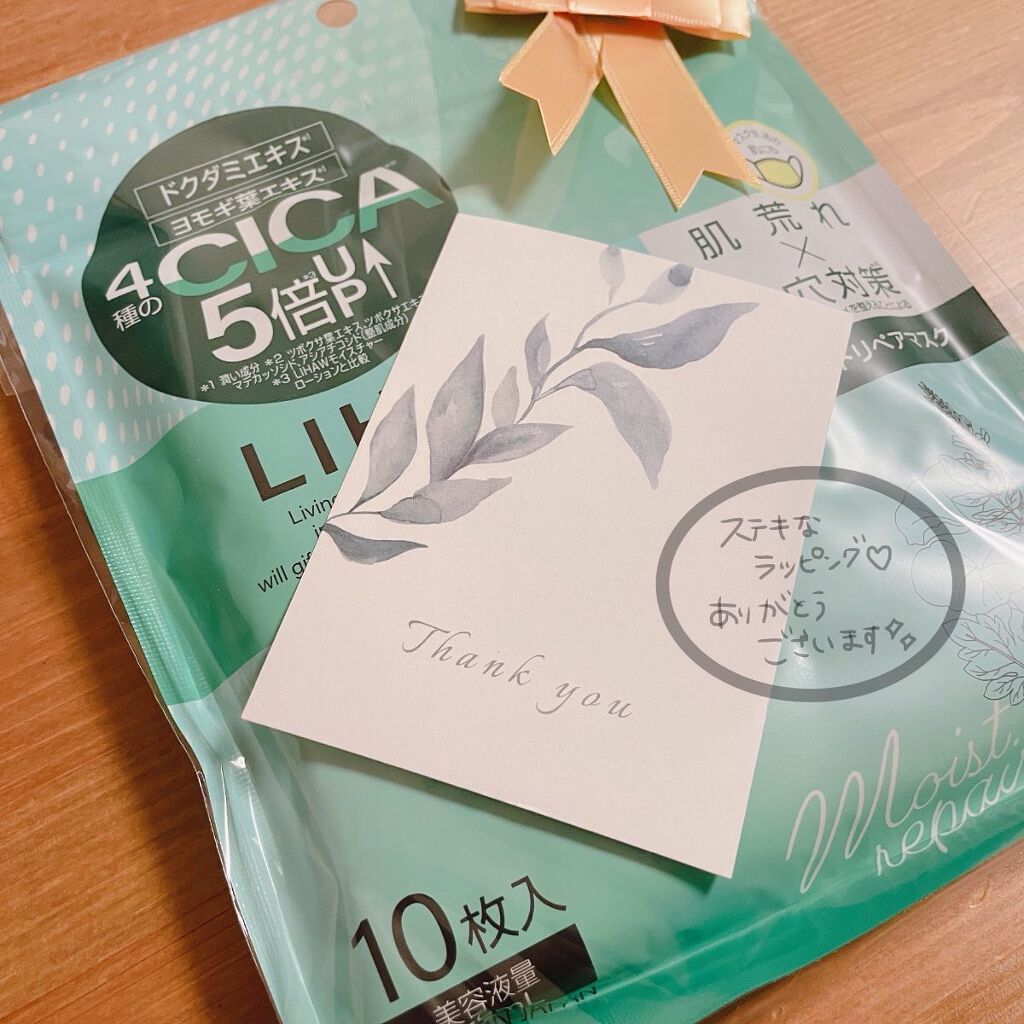 ドクダミエキス*1
ヨモギ葉エキス*1
4種の
CICA
5倍*3
UP↑
*1 潤い成分 *2 ツボクサ葉エキス、ツボクサエキス
マデカッソシド、アシアチコシド(整肌成分)
*3 LiHAWモイスチャー
ローションと比較
肌荒れ
×
穴対策
リペアマスク
Living
will
Thank you
ステキな
ラッピング♡
ありがとう
ございます
Moist
repair
10枚入
美容液量
JAPAN